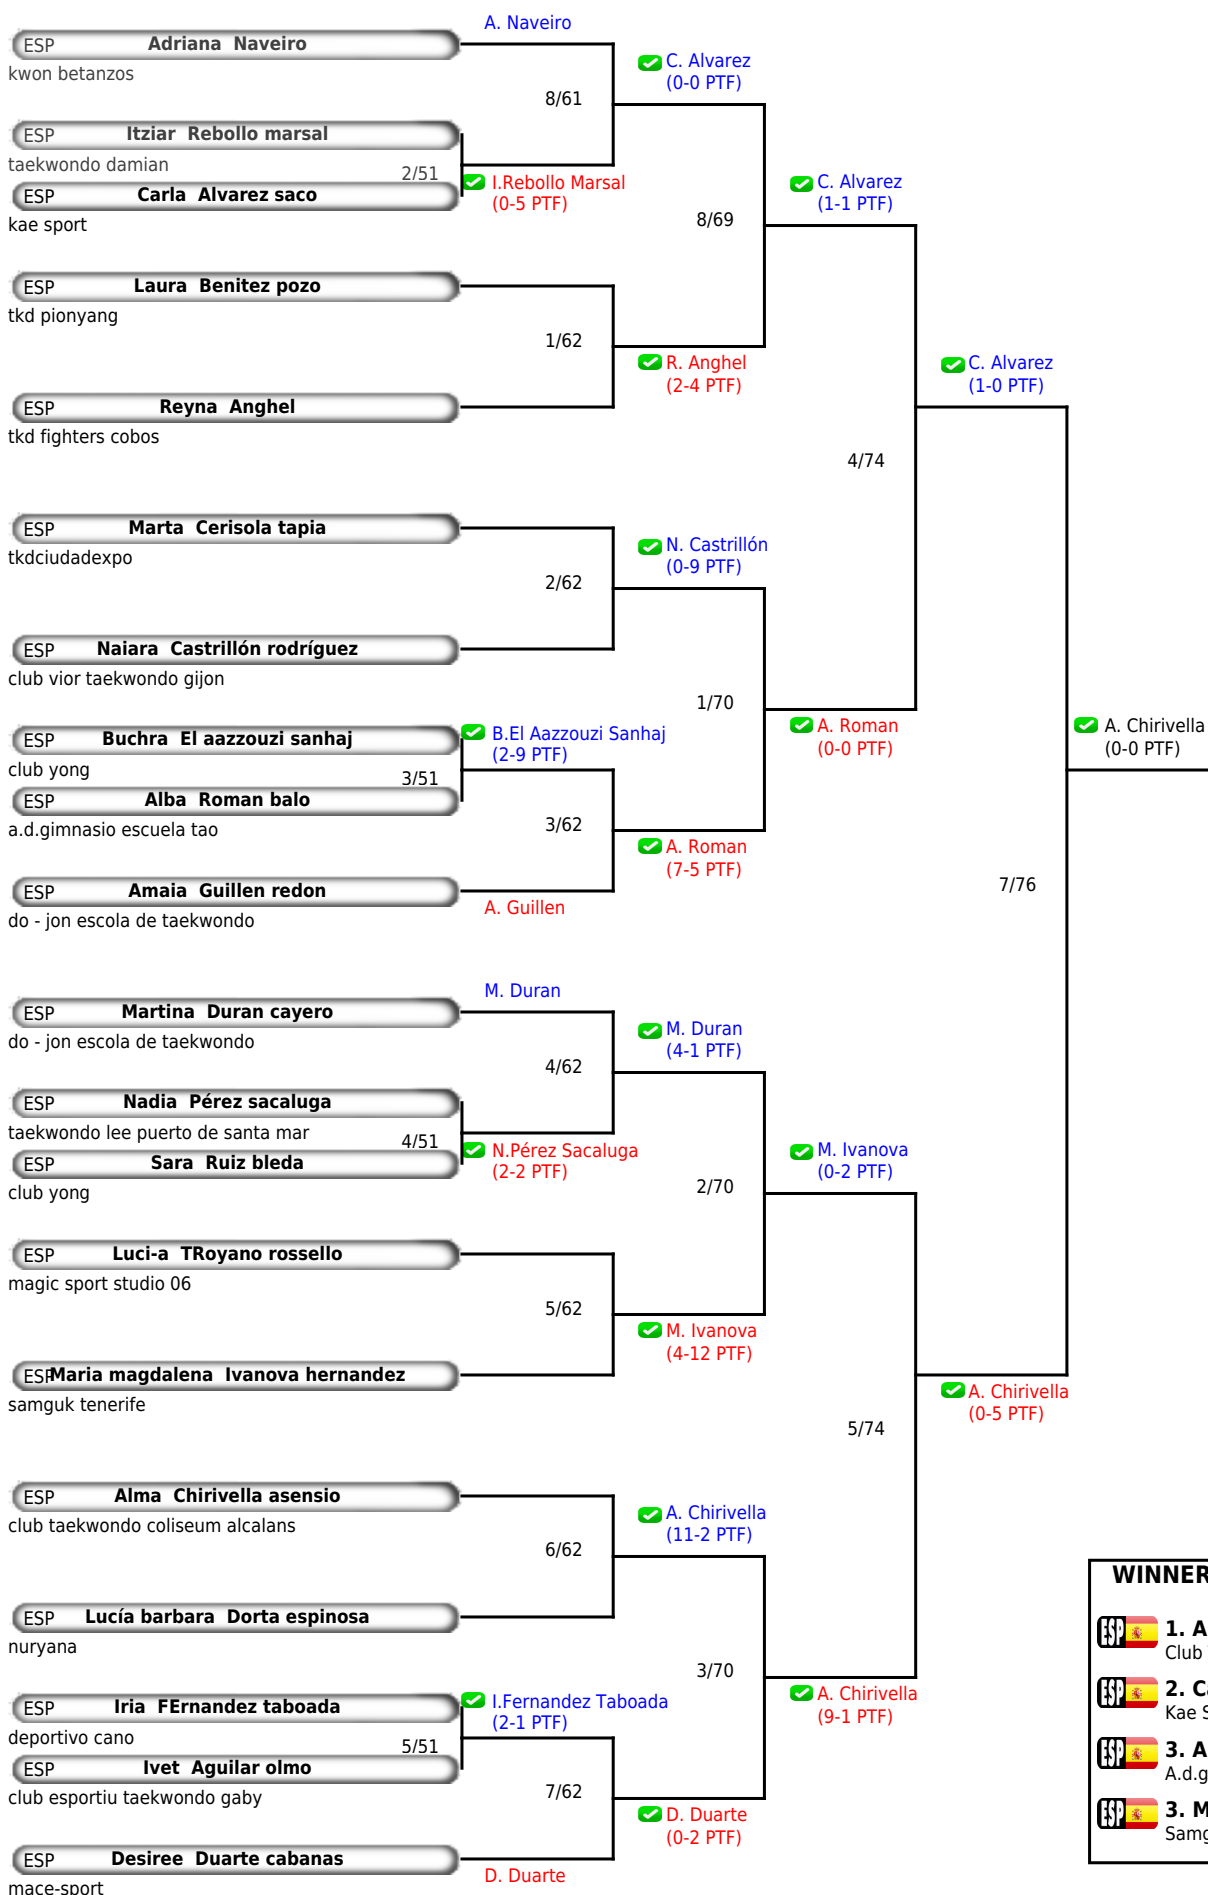 A. Naveiro
ESP Adriana Naveiro
kwon betanzos
C. Alvarez
(0-0 PTF)
8/61
ESP Itziar Rebollo marsal
taekwondo damian
2/51
I.Rebollo Marsal
(0-5 PTF)
ESP Carla Alvarez saco
kae sport
C. Alvarez
(1-1 PTF)
8/69
ESP Laura Benitez pozo
tkd pionyang
1/62
R. Anghel
(2-4 PTF)
C. Alvarez
(1-0 PTF)
ESP Reyna Anghel
tkd fighters cobos
4/74
ESP Marta Cerisola tapia
tkdciudadexpo
N. Castrillón
(0-9 PTF)
2/62
ESP Naiara Castrillón rodríguez
club vior taekwondo gijon
1/70
ESP Buchra El aazzouzi sanhaj
club yong
B.El Aazzouzi Sanhaj
(2-9 PTF)
A. Roman
(0-0 PTF)
A. Chirivella
(0-0 PTF)
3/51
ESP Alba Roman balo
a.d.gimnasio escuela tao
3/62
A. Roman
(7-5 PTF)
7/76
ESP Amaia Guillen redon
do - jon escola de taekwondo
A. Guillen
M. Duran
ESP Martina Duran cayero
do - jon escola de taekwondo
M. Duran
(4-1 PTF)
4/62
ESP Nadia Pérez sacaluga
taekwondo lee puerto de santa mar
4/51
N.Pérez Sacaluga
(2-2 PTF)
ESP Sara Ruiz bleda
club yong
M. Ivanova
(0-2 PTF)
2/70
ESP Luci-a TRoyano rossello
magic sport studio 06
5/62
M. Ivanova
(4-12 PTF)
ESP Maria magdalena Ivanova hernandez
samguk tenerife
A. Chirivella
(0-5 PTF)
5/74
ESP Alma Chirivella asensio
club taekwondo coliseum alcalans
A. Chirivella
(11-2 PTF)
6/62
ESP Lucía barbara Dorta espinosa
nuryana
3/70
ESP Iria FErnandez taboada
deportivo cano
I.Fernandez Taboada
(2-1 PTF)
A. Chirivella
(9-1 PTF)
5/51
ESP Ivet Aguilar olmo
club esportiu taekwondo gaby
7/62
D. Duarte
(0-2 PTF)
ESP Desiree Duarte cabanas
mace-sport
D. Duarte
WINNER
ESP 1. A
Club
ESP 2. Ca
Kae S
ESP 3. A
A.d.g
ESP 3. M
Samg